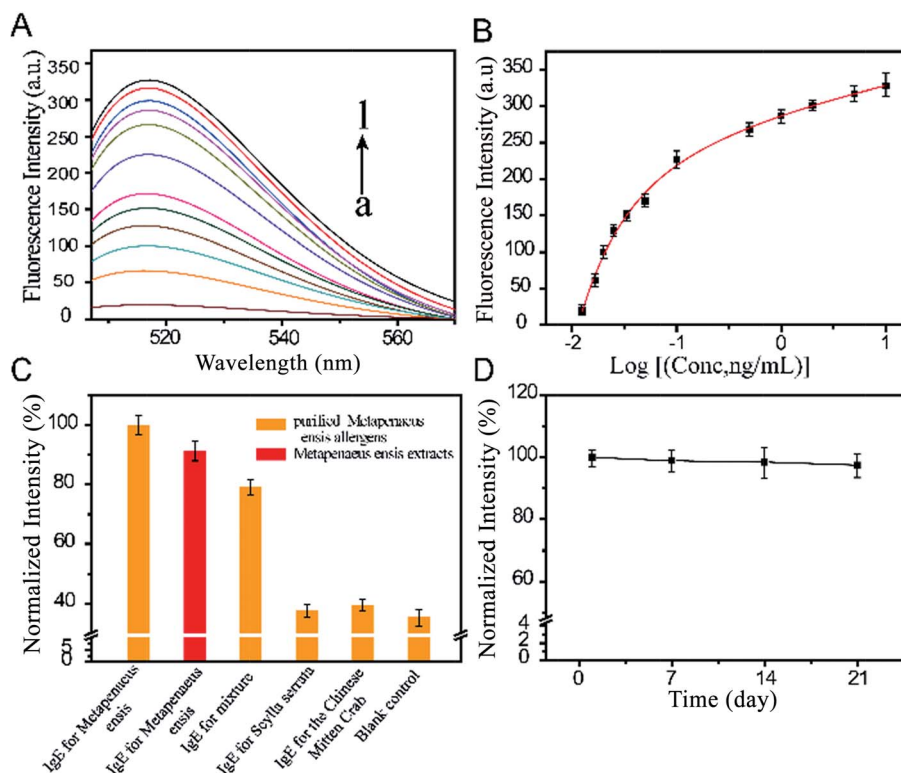 A
Fluorescence Intensity (a.u.)
350
300
250
200
150
100
50
0
1
a
520
540
560
Wavelength (nm)
B
Fluorescence Intensity (a.u)
350
300
250
200
150
100
50
0
-2
-1
0
1
Log [(Conc,ng/mL)]
C
Normalized Intensity (%)
100
80
60
40
5
0
purified Metapenaeus
ensis allergens
Metapenaeus ensis extracts
IgE for Metapenueus
ensis
IgE for Metapenaeus
ensis
IgE for mixture
IgE for Scylla serrata
IgE for the Chinese
Mitten Crab
Blank control
D
Normalized Intensity (%)
120
100
80
60
4
2
0
0
7
14
21
Time (day)